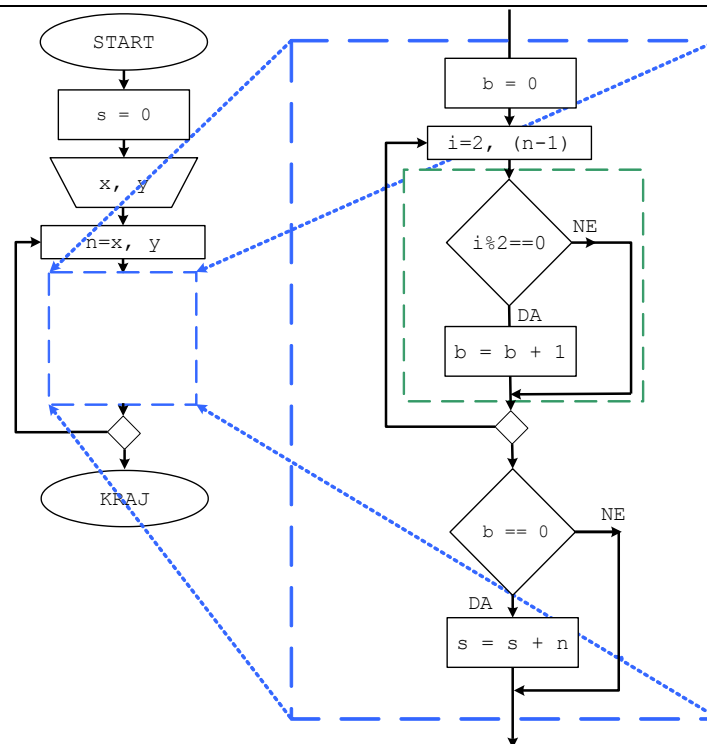 START
s = 0
x, y
n=x, y
KRAJ
b = 0
i=2, (n-1)
i%2==0
NE
DA
b = b + 1
b == 0
NE
DA
s = s + n